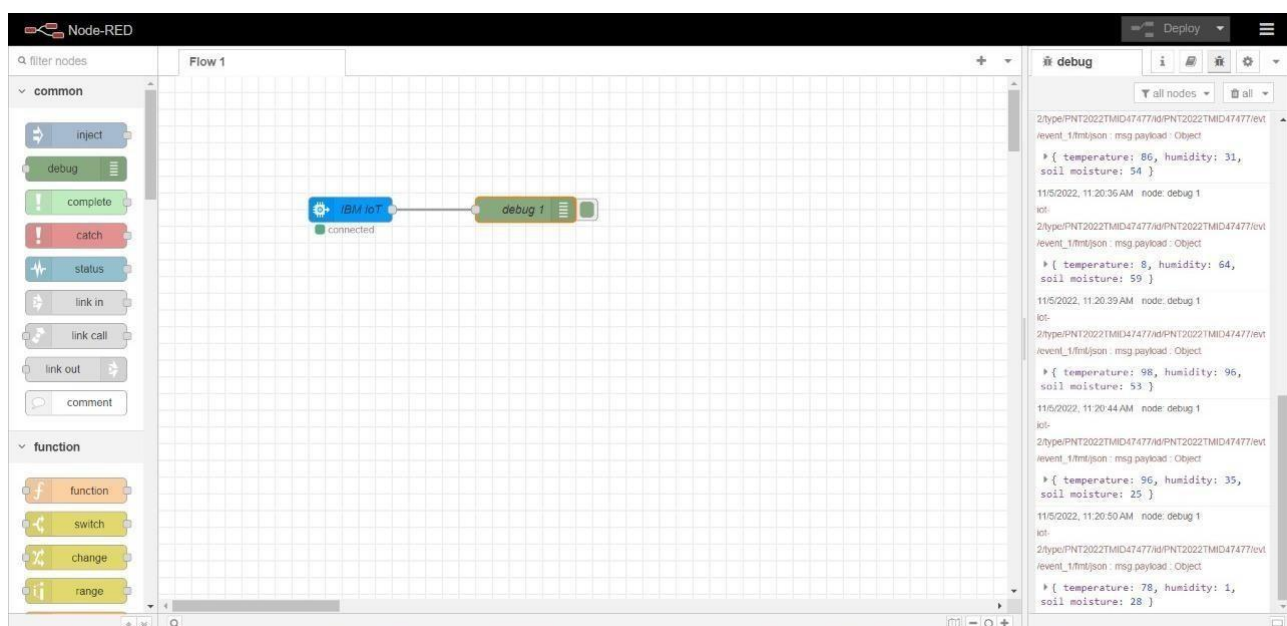 Node-RED
Deploy
filter nodes
Flow 1
debug
i
all nodes
all
common
inject
debug
complete
catch
status
link in
link call
link out
comment
function
function
switch
change
range
IBM IoT
connected
debug 1
2/type/PNT2022TMID47477/id/PNT2022TMID47477/evt
/event_1/fmt/json : msg.payload : Object
{ temperature: 86, humidity: 31,
soil moisture: 54 }
11/5/2022, 11:20:36 AM node: debug 1
iot-
2/type/PNT2022TMID47477/id/PNT2022TMID47477/evt
/event_1/fmt/json : msg.payload : Object
{ temperature: 8, humidity: 64,
soil moisture: 59 }
11/5/2022, 11:20:39 AM node: debug 1
iot-
2/type/PNT2022TMID47477/id/PNT2022TMID47477/evt
/event_1/fmt/json : msg.payload : Object
{ temperature: 98, humidity: 96,
soil moisture: 53 }
11/5/2022, 11:20:44 AM node: debug 1
iot-
2/type/PNT2022TMID47477/id/PNT2022TMID47477/evt
/event_1/fmt/json : msg.payload : Object
{ temperature: 96, humidity: 35,
soil moisture: 25 }
11/5/2022, 11:20:50 AM node: debug 1
iot-
2/type/PNT2022TMID47477/id/PNT2022TMID47477/evt
/event_1/fmt/json : msg.payload : Object
{ temperature: 78, humidity: 1,
soil moisture: 28 }